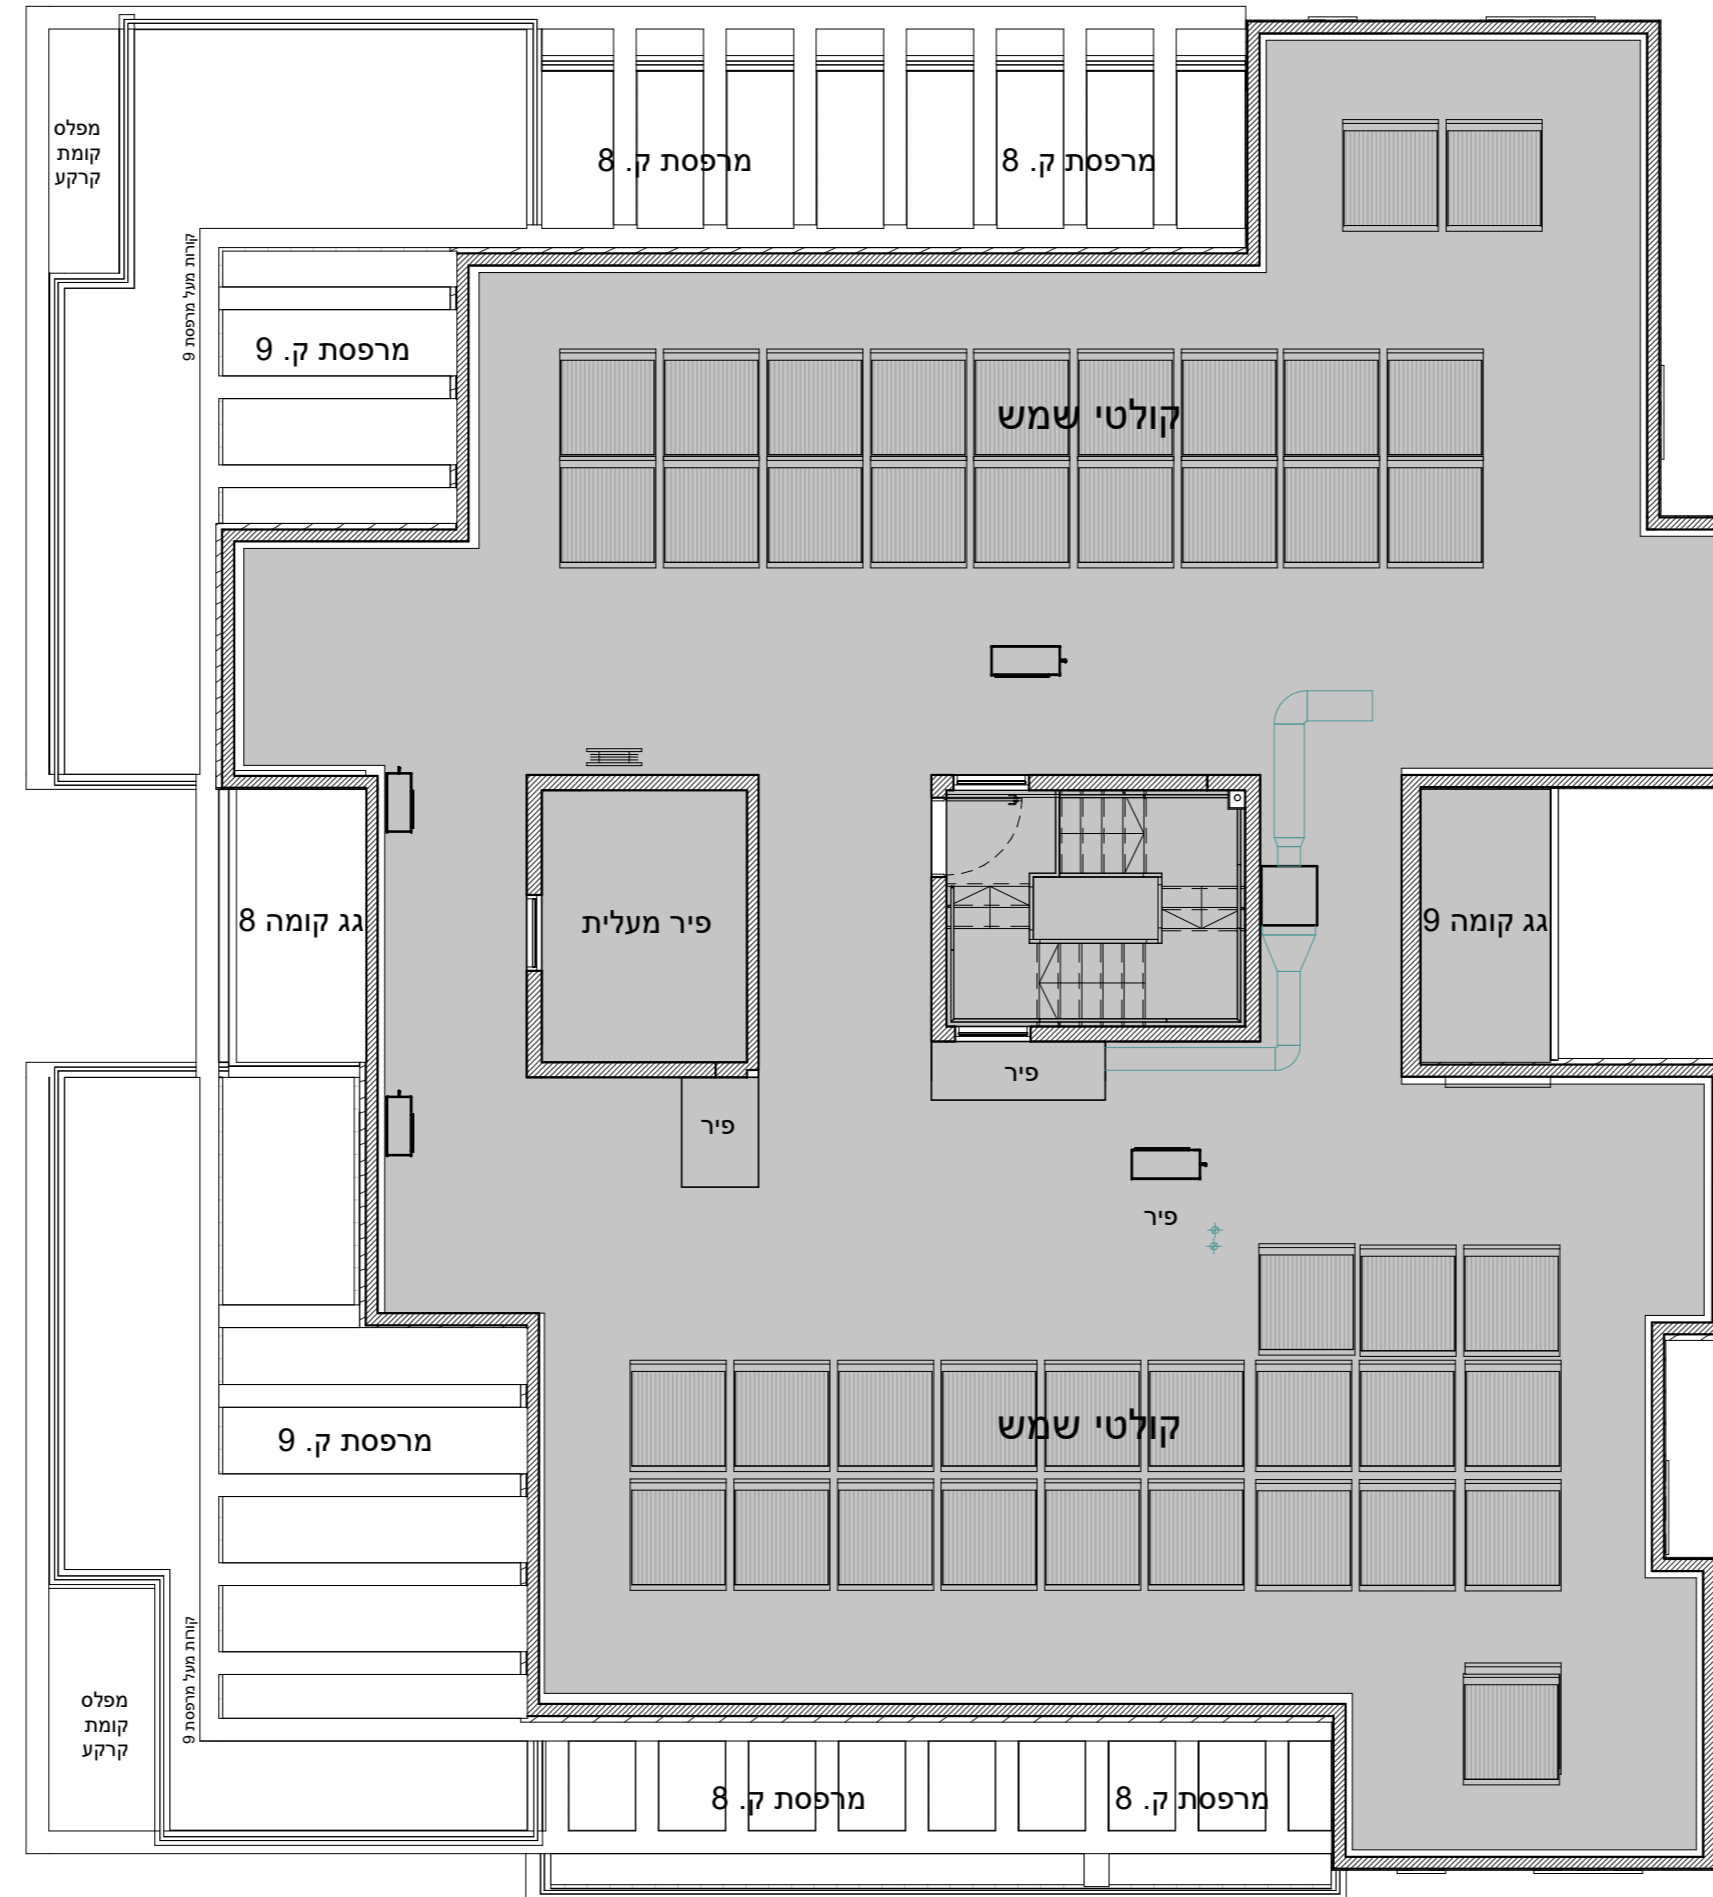 מפלס
קומת
קרקע
מרפסת ק. 8
מרפסת ק. 8
קורות מעל מרפסת 9
מרפסת ק. 9
קולטי שמש
גג קומה 8
פיר מעלית
גג קומה 9
פיר
פיר
פיר
קולטי שמש
מרפסת ק. 9
קורות מעל מרפסת 9
מפלס
קומת
קרקע
מרפסת ק. 8
מרפסת ק. 8